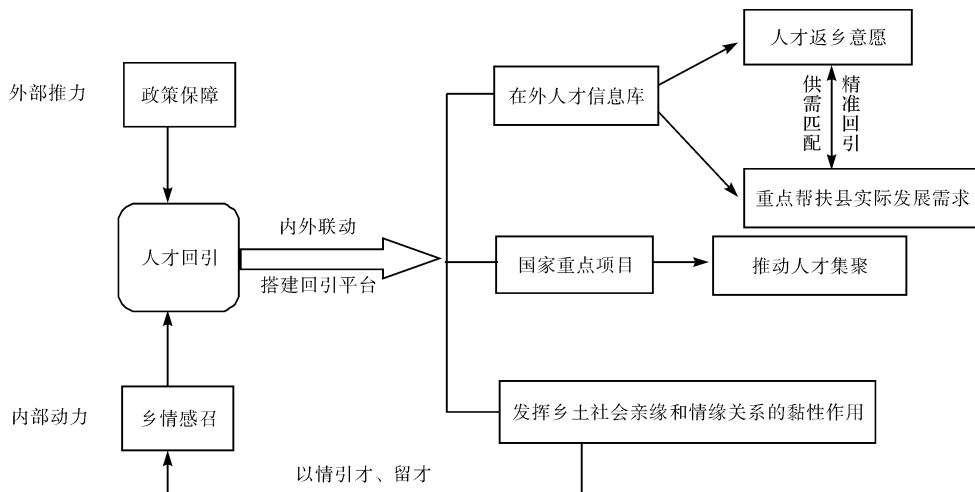 外部推力
政策保障
人才回引
内部动力
乡情感召
内外联动
搭建回引平台
在外人才信息库
人才返乡意愿
供需匹配
精准回引
重点帮扶县实际发展需求
国家重点项目
推动人才集聚
发挥乡土社会亲缘和情缘关系的黏性作用
以情引才、留才